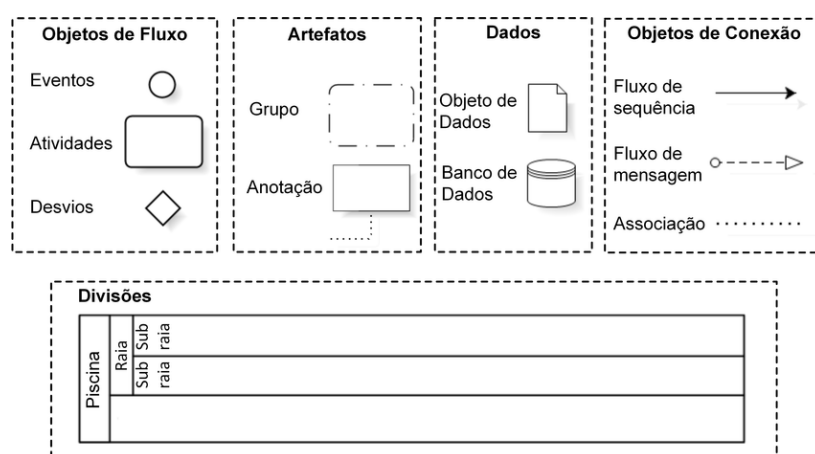 Objetos de Fluxo
Eventos
Atividades
Desvios
Artefatos
Grupo
Anotação
Dados
Objeto de
Dados
Banco de
Dados
Objetos de Conexão
Fluxo de
sequência
Fluxo de
mensagem
Associação
Divisões
Piscina
Raia
Sub
raia
Sub
raia